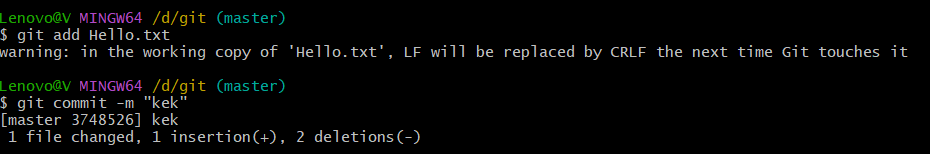 Lenovo@V MINGW64 /d/git (master)
$ git add Hello.txt
warning: in the working copy of 'Hello.txt', LF will be replaced by CRLF the next time Git touches it
Lenovo@V MINGW64 /d/git (master)
$ git commit -m "kek"
[master 3748526] kek
1 file changed, 1 insertion(+), 2 deletions(-)